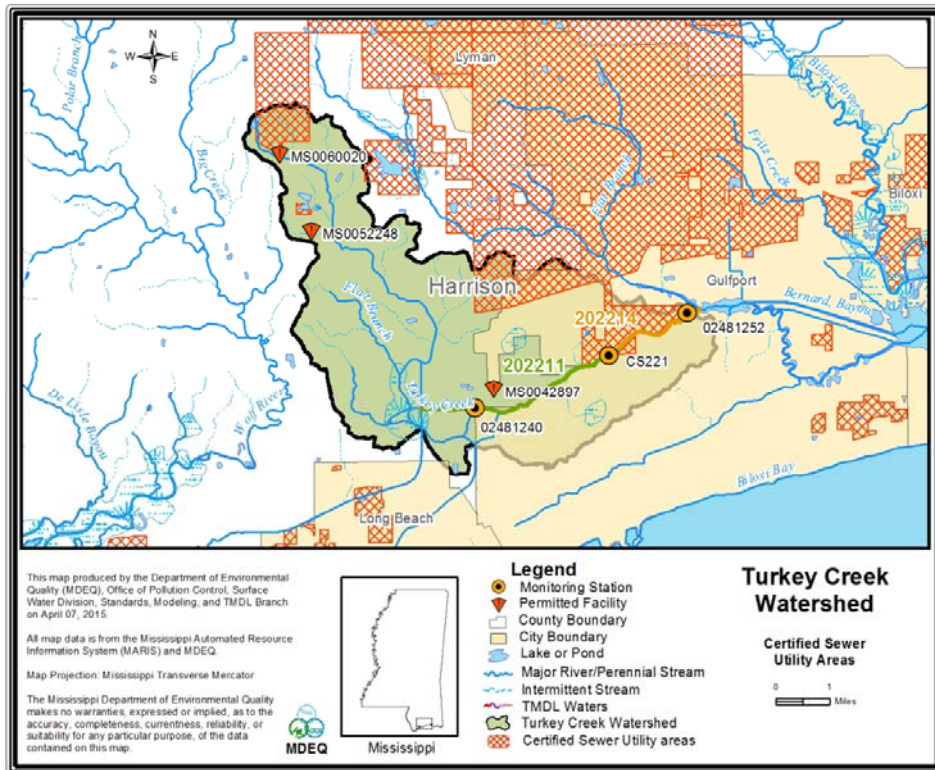 N
W E
S
Polar Branch
Big Creek
Lyman
Biloxi River
Fritz Creek
Flat Branch
Biloxi
MS0060020
MS0052248
Harrison
Gulfport
Bernard, Bayou
Flat Branch
202214
02481252
CS221
202211
MS0042897
Turkey Creek
02481240
De Lisle Bayou
Wolf River
Biloxi Bay
Long Beach
This map produced by the Department of Environmental
Quality (MDEQ), Office of Pollution Control, Surface
Water Division, Standards, Modeling, and TMDL Branch
on April 07, 2015.
All map data is from the Mississippi Automated Resource
Information System (MARIS) and MDEQ.
Map Projection: Mississippi Transverse Mercator
The Mississippi Department of Environmental Quality
makes no warranties, expressed or implied, as to the
accuracy, completeness, currentness, reliability, or
suitability for any particular purpose, of the data
contained on this map.
MDEQ
Mississippi
Legend
Monitoring Station
Permitted Facility
County Boundary
City Boundary
Lake or Pond
Major River/Perennial Stream
Intermittent Stream
TMDL Waters
Turkey Creek Watershed
Certified Sewer Utility areas
Turkey Creek
Watershed
Certified Sewer
Utility Areas
0 1
Miles